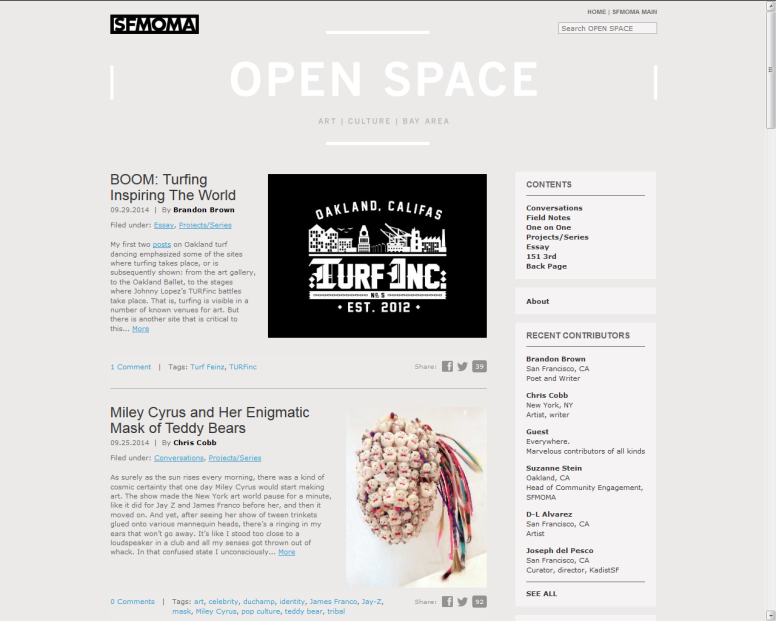 SFMOMA
HOME | SFMOMA MAIN
Search OPEN SPACE
OPEN SPACE
ART | CULTURE | BAY AREA
BOOM: Turfing
Inspiring The World
09.29.2014 | By Brandon Brown
Filed under: Essay, Projects/Series
My first two posts on Oakland turf
dancing emphasized some of the sites
where turfing takes place, or is
subsequently shown: from the art gallery,
to the Oakland Ballet, to the stages
where Johnny Lopez's TURFinc battles
take place. That is, turfing is visible in a
number of known venues for art. But
there is another site that is critical to
this... More
OAKLAND, CALIFAS
TURF INC.
No. 5
• EST. 2012 •
1 Comment | Tags: Turf Feinz, TURFinc
Share: 39
Miley Cyrus and Her Enigmatic
Mask of Teddy Bears
09.25.2014 | By Chris Cobb
Filed under: Conversations, Projects/Series
As surely as the sun rises every morning, there was a kind of
cosmic certainty that one day Miley Cyrus would start making
art. The show made the New York art world pause for a minute,
like it did for Jay Z and James Franco before her, and then it
moved on. And yet, after seeing her show of tween trinkets
glued onto various mannequin heads, there's a ringing in my
ears that won't go away. It's like I stood too close to a
loudspeaker in a club and all my senses got thrown out of
whack. In that confused state I unconsciously... More
0 Comments | Tags: art, celebrity, duchamp, identity, James Franco, Jay-Z,
mask, Miley Cyrus, pop culture, teddy bear, tribal
Share: 92
CONTENTS
Conversations
Field Notes
One on One
Projects/Series
Essay
151 3rd
Back Page
About
RECENT CONTRIBUTORS
Brandon Brown
San Francisco, CA
Poet and Writer
Chris Cobb
New York, NY
Artist, writer
Guest
Everywhere.
Marvelous contributors of all kinds
Suzanne Stein
Oakland, CA
Head of Community Engagement,
SFMOMA
D-L Alvarez
San Francisco, CA
Artist
Joseph del Pesco
San Francisco, CA
Curator, director, KadistSF
SEE ALL